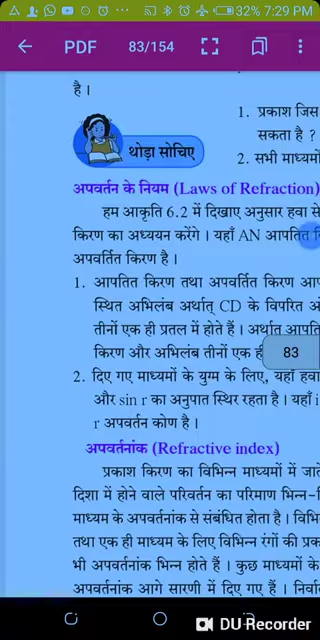 32% 7:29 PM
PDF 83/154
है ।
1. प्रकाश जिस
सकता है ?
थोड़ा सोचिए
2. सभी माध्यमों
अपवर्तन के नियम (Laws of Refraction)
हम आकृति 6.2 में दिखाए अनुसार हवा से
किरण का अध्ययन करेंगे । यहाँ AN आपतित
अपवर्तित किरण है ।
1. आपतित किरण तथा अपवर्तित किरण आप
स्थित अभिलंब अर्थात् CD के विपरित
तीनों एक ही प्रतल में होते हैं । अर्थात आपति
किरण और अभिलंब तीनों एक ही
83
2. दिए गए माध्यमों के युग्म के लिए, यहाँ हवा
और sin r का अनुपात स्थिर रहता है । यहाँ i
r अपवर्तन कोण है ।
अपवर्तनांक (Refractive index)
प्रकाश किरण का विभिन्न माध्यमों में जाते
दिशा में होने वाले परिवर्तन का परिमाण भिन्न-
माध्यम के अपवर्तनांक से संबंधित होता है । विभि
तथा एक ही माध्यम के लिए विभिन्न रंगों की प्रक
भी अपवर्तनांक भिन्न होते हैं । कुछ माध्यमों के
अपवर्तनांक आगे सारणी में दिए गए हैं । निर्वा
DU Recorder